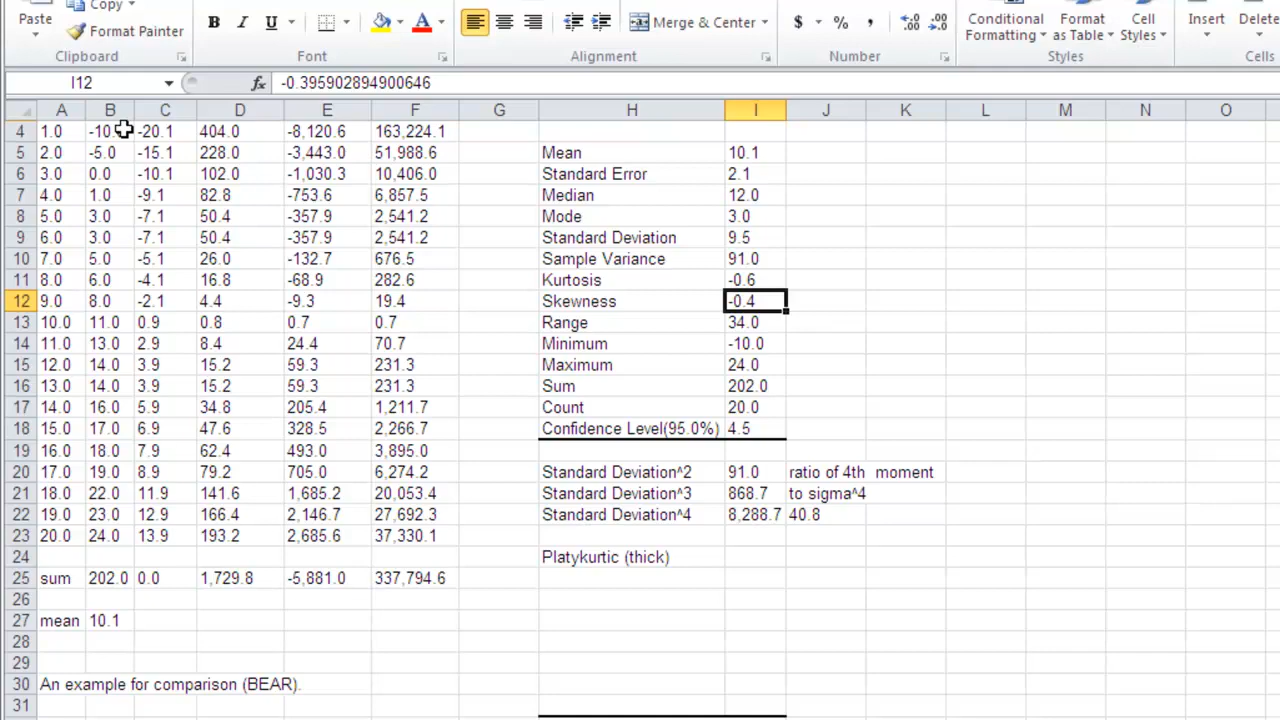 Copy
Paste
Format Painter
B I U A
Merge & Center
$ % ,
Conditional Formatting
Format as Table
Cell Styles
Insert
Delete
Clipboard
Font
Alignment
Number
Styles
Cells
I12 fx -0.395902894900646
A B C D E F G H I J K L M N O
4 1.0 -20.1 404.0 -8,120.6 163,224.1
5 2.0 -5.0 -15.1 228.0 -3,443.0 51,988.6 Mean 10.1
6 3.0 0.0 -10.1 102.0 -1,030.3 10,406.0 Standard Error 2.1
7 4.0 1.0 -9.1 82.8 -753.6 6,857.5 Median 12.0
8 5.0 3.0 -7.1 50.4 -357.9 2,541.2 Mode 3.0
9 6.0 3.0 -7.1 50.4 -357.9 2,541.2 Standard Deviation 9.5
10 7.0 5.0 -5.1 26.0 -132.7 676.5 Sample Variance 91.0
11 8.0 6.0 -4.1 16.8 -68.9 282.6 Kurtosis -0.6
12 9.0 8.0 -2.1 4.4 -9.3 19.4 Skewness -0.4
13 10.0 11.0 0.9 0.8 0.7 0.7 Range 34.0
14 11.0 13.0 2.9 8.4 24.4 70.7 Minimum -10.0
15 12.0 14.0 3.9 15.2 59.3 231.3 Maximum 24.0
16 13.0 14.0 3.9 15.2 59.3 231.3 Sum 202.0
17 14.0 16.0 5.9 34.8 205.4 1,211.7 Count 20.0
18 15.0 17.0 6.9 47.6 328.5 2,266.7 Confidence Level(95.0%) 4.5
19 16.0 18.0 7.9 62.4 493.0 3,895.0
20 17.0 19.0 8.9 79.2 705.0 6,274.2 Standard Deviation^2 91.0 ratio of 4th moment
21 18.0 22.0 11.9 141.6 1,685.2 20,053.4 Standard Deviation^3 868.7 to sigma^4
22 19.0 23.0 12.9 166.4 2,146.7 27,692.3 Standard Deviation^4 8,288.7 40.8
23 20.0 24.0 13.9 193.2 2,685.6 37,330.1
24 Platykurtic (thick)
25 sum 202.0 0.0 1,729.8 -5,881.0 337,794.6
26
27 mean 10.1
28
29
30 An example for comparison (BEAR).
31